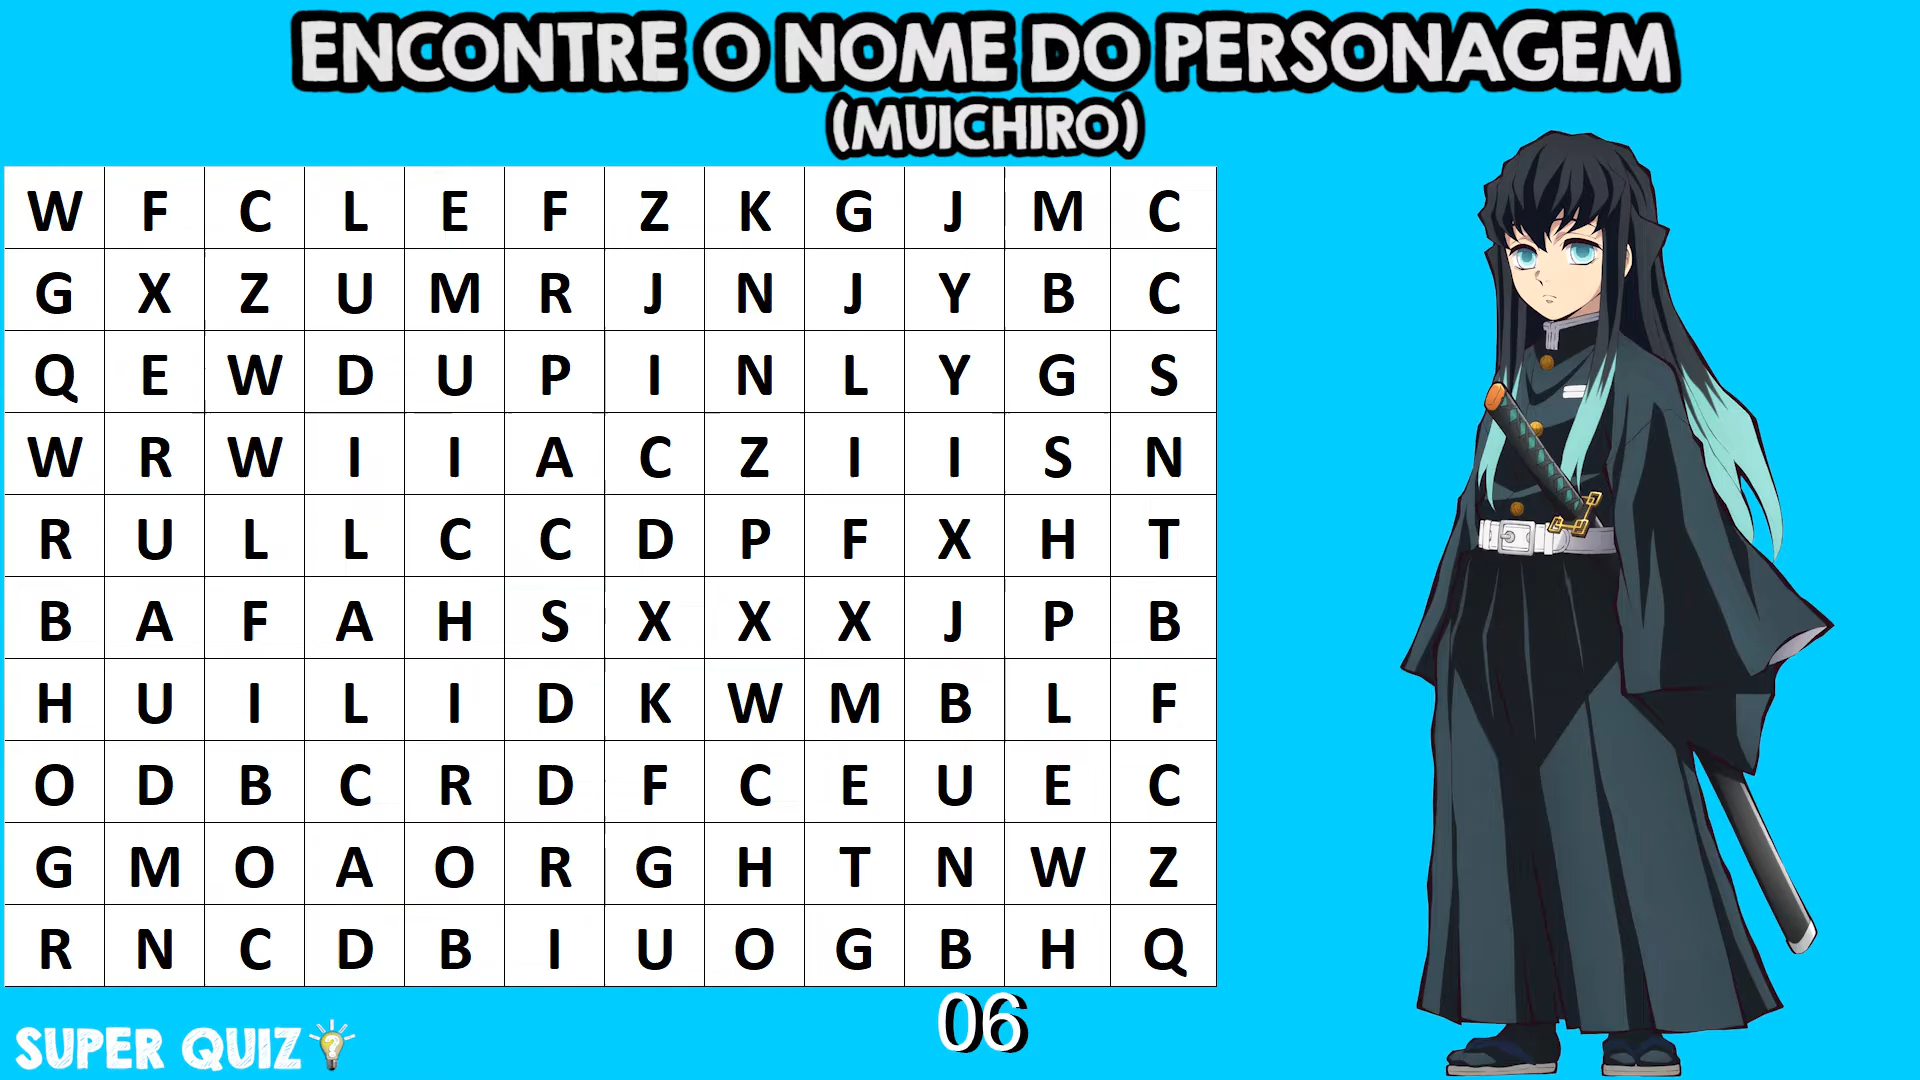 ENCONTRE O NOME DO PERSONAGEM
(MUICHIRO)
W F C L E F Z K G J M C
G X Z U M R J N J Y B C
Q E W D U P I N L Y G S
W R W I I A C Z I I S N
R U L L C C D P F X H T
B A F A H S X X X J P B
H U I L I D K W M B L F
O D B C R D F C E U E C
G M O A O R G H T N W Z
R N C D B I U O G B H Q
06
SUPER QUIZ